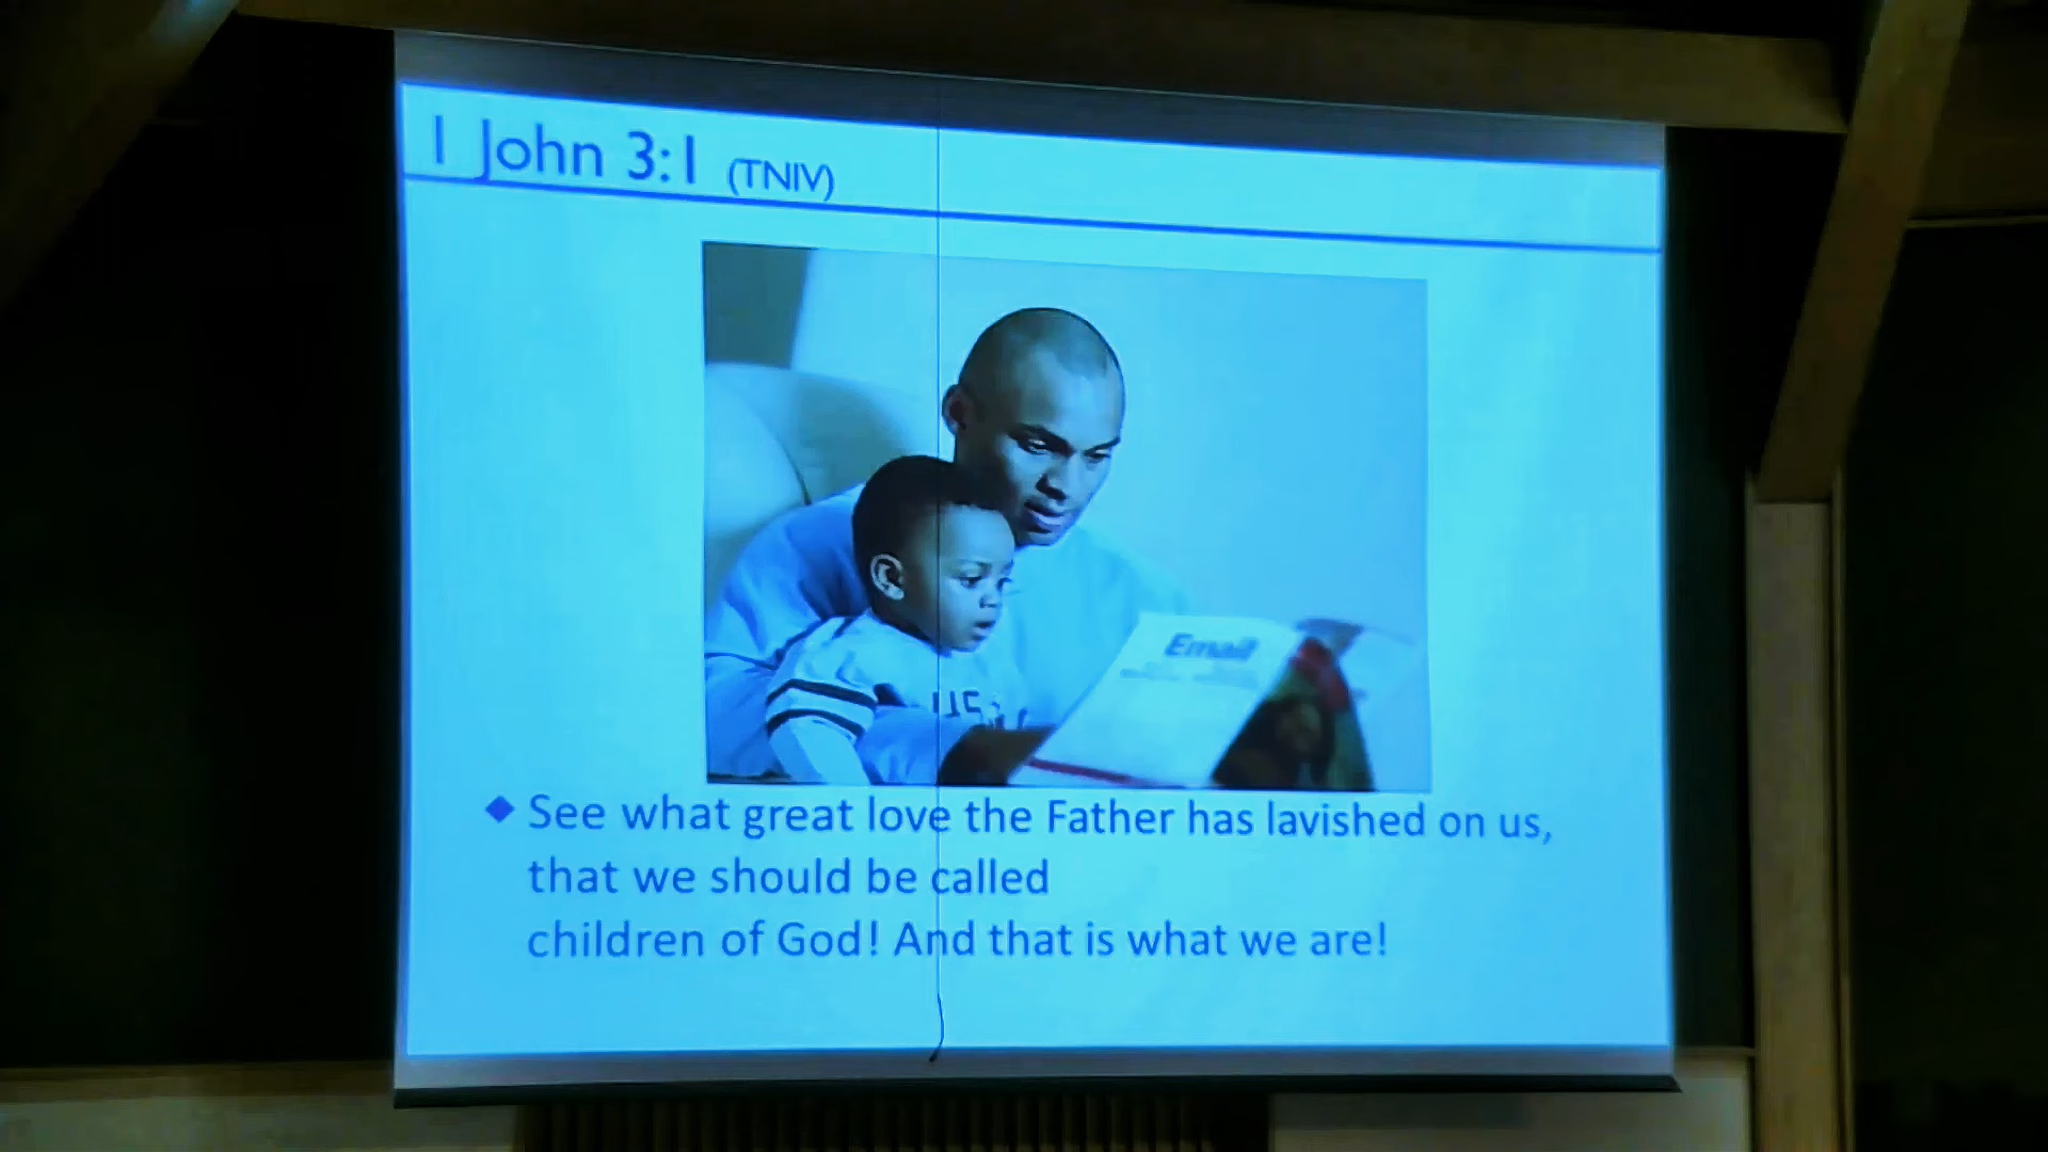 1 John 3:1 (TNIV)
Email
◆ See what great love the Father has lavished on us,
that we should be called
children of God! And that is what we are!